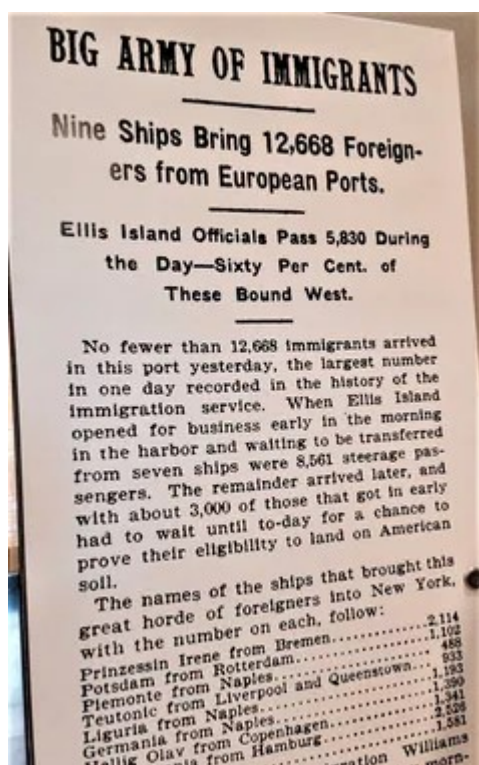 BIG ARMY OF IMMIGRANTS
Nine Ships Bring 12,668 Foreign-
ers from European Ports.
Ellis Island Officials Pass 5,830 During
the Day—Sixty Per Cent. of
These Bound West.
No fewer than 12,668 immigrants arrived
in this port yesterday, the largest number
in one day recorded in the history of the
immigration service. When Ellis Island
opened for business early in the morning
in the harbor and waiting to be transferred
from seven ships were 8,561 steerage pas-
sengers. The remainder arrived later, and
with about 3,000 of those that got in early
had to wait until to-day for a chance to
prove their eligibility to land on American
soil.
The names of the ships that brought this
great horde of foreigners into New York,
with the number on each, follow:
Prinzessin Irene from Bremen..............2,114
Potsdam from Rotterdam....................1,102
Piemonte from Naples...................... 488
Teutonic from Liverpool and Queenstown... 933
Liguria from Naples.......................1,193
Germania from Naples......................1,390
Hellig Olav from Copenhagen...............1,341
from Hamburg..............2,526
1,581
Williams
morn-